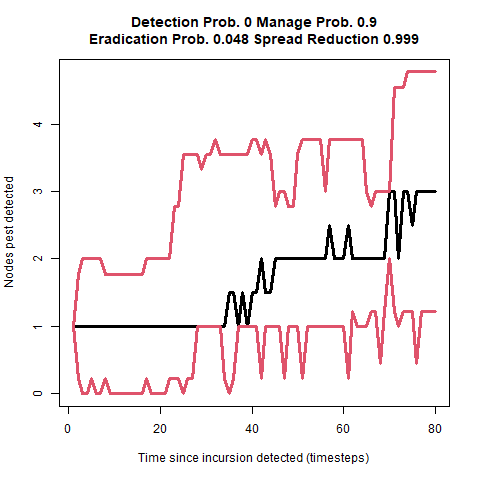 Detection Prob. 0 Manage Prob. 0.9
Eradication Prob. 0.048 Spread Reduction 0.999
Nodes pest detected
4
3
2
1
0
0 20 40 60 80
Time since incursion detected (timesteps)